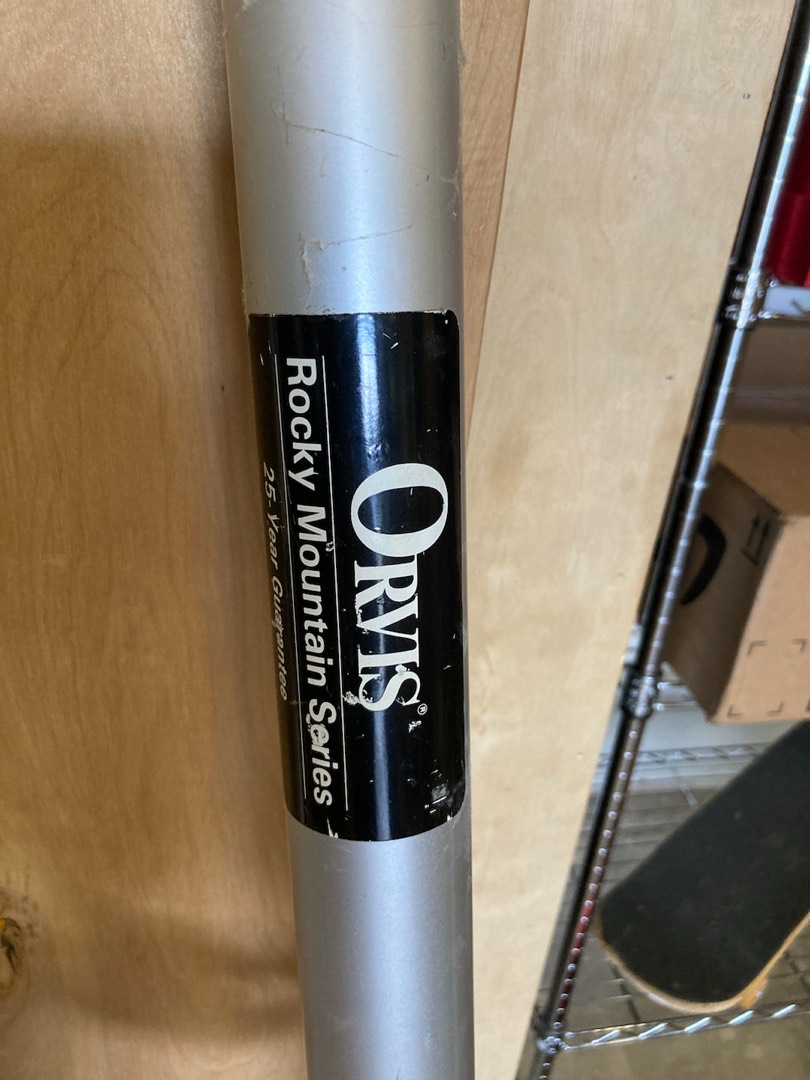 ORVIS®
Rocky Mountain Series
25-Year Guarantee